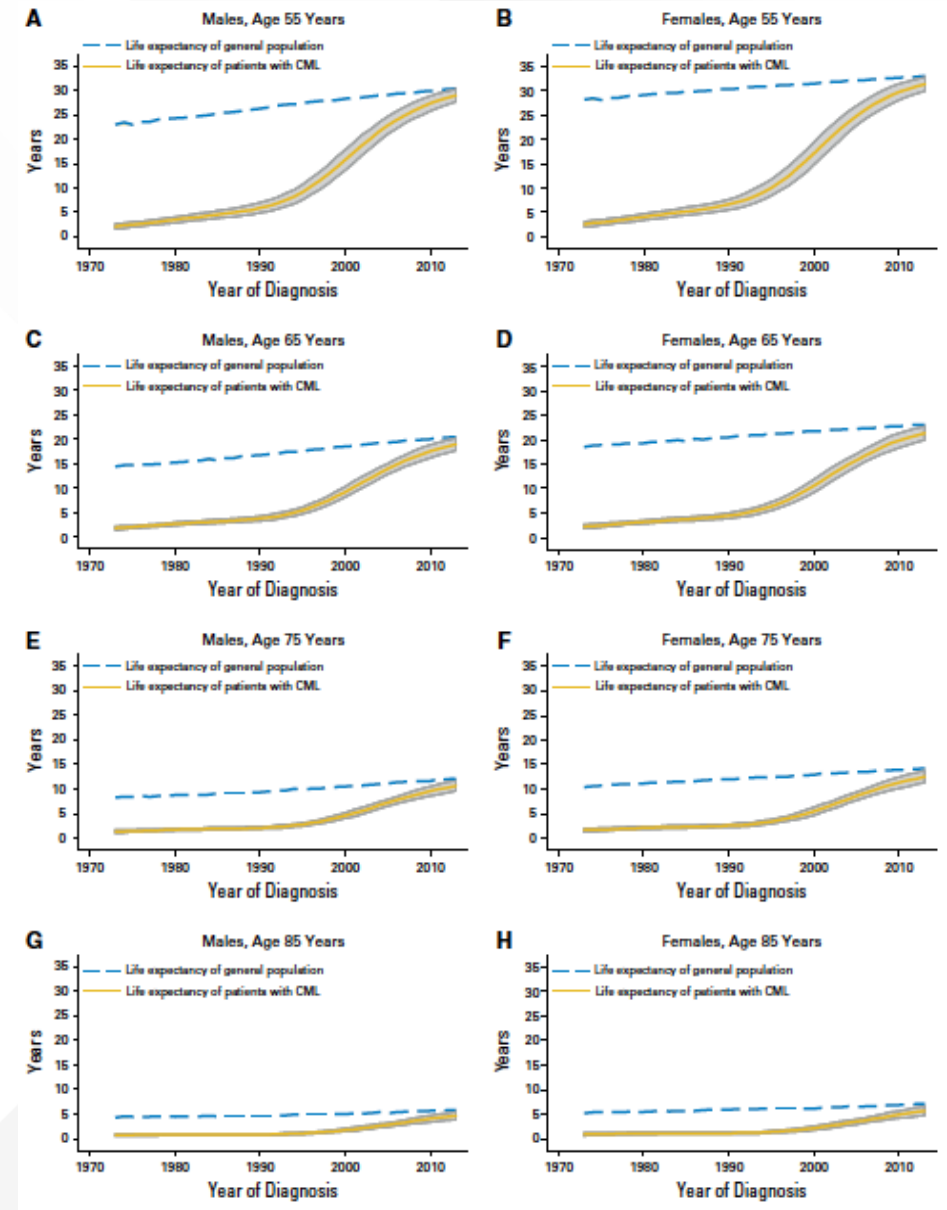 A
Males, Age 55 Years
Life expectancy of general population
Life expectancy of patients with CML
35
30
25
20
15
10
5
0
Years
1970 1980 1990 2000 2010
Year of Diagnosis
B
Females, Age 55 Years
Life expectancy of general population
Life expectancy of patients with CML
35
30
25
20
15
10
5
0
Years
1970 1980 1990 2000 2010
Year of Diagnosis
C
Males, Age 65 Years
Life expectancy of general population
Life expectancy of patients with CML
35
30
25
20
15
10
5
0
Years
1970 1980 1990 2000 2010
Year of Diagnosis
D
Females, Age 65 Years
Life expectancy of general population
Life expectancy of patients with CML
35
30
25
20
15
10
5
0
Years
1970 1980 1990 2000 2010
Year of Diagnosis
E
Males, Age 75 Years
Life expectancy of general population
Life expectancy of patients with CML
35
30
25
20
15
10
5
0
Years
1970 1980 1990 2000 2010
Year of Diagnosis
F
Females, Age 75 Years
Life expectancy of general population
Life expectancy of patients with CML
35
30
25
20
15
10
5
0
Years
1970 1980 1990 2000 2010
Year of Diagnosis
G
Males, Age 85 Years
Life expectancy of general population
Life expectancy of patients with CML
35
30
25
20
15
10
5
0
Years
1970 1980 1990 2000 2010
Year of Diagnosis
H
Females, Age 85 Years
Life expectancy of general population
Life expectancy of patients with CML
35
30
25
20
15
10
5
0
Years
1970 1980 1990 2000 2010
Year of Diagnosis